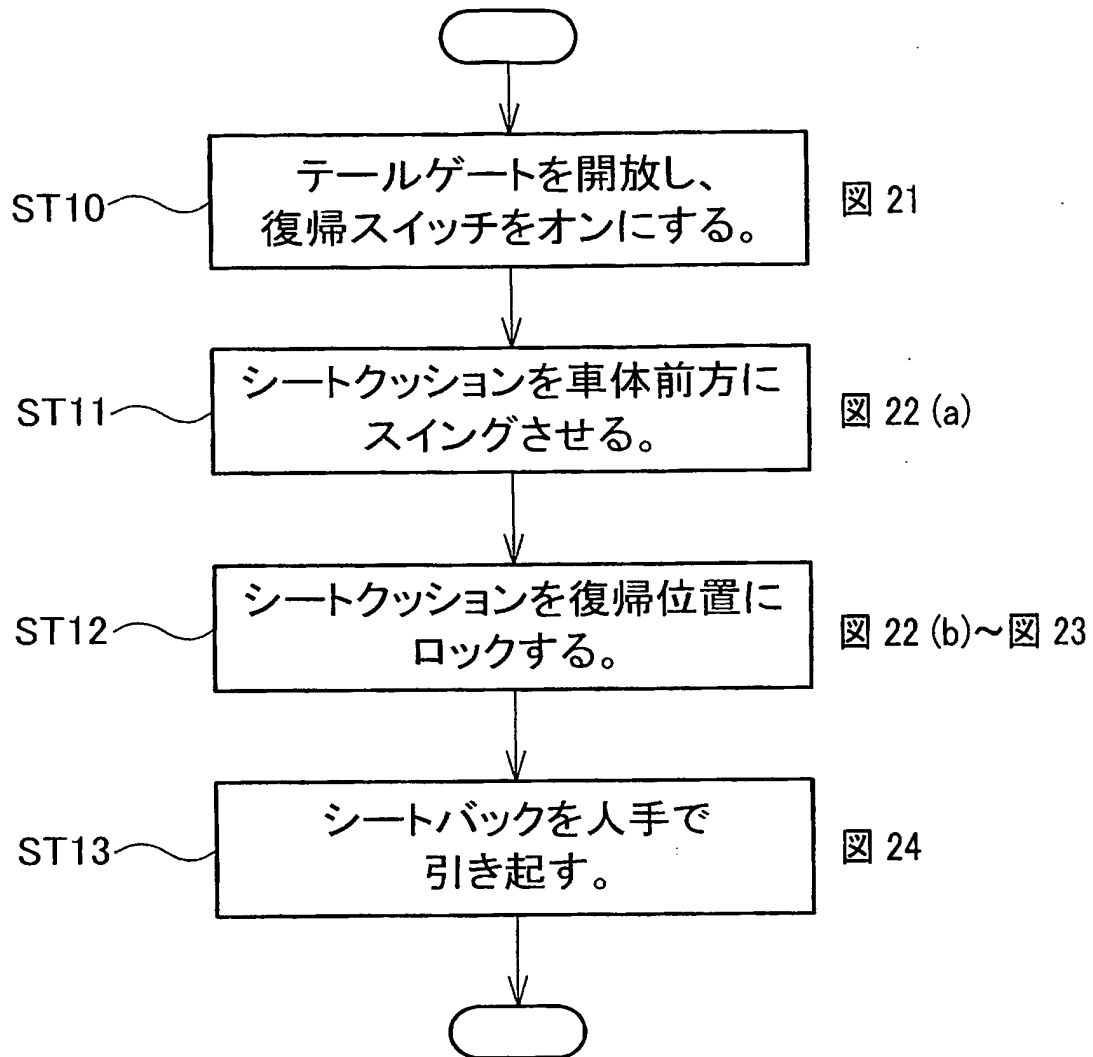 テールゲートを開放し、
ST10
復帰スイッチをオンにする。
図 21
シートクッションを車体前方に
ST11
スイングさせる。
図 22 (a)
シートクッションを復帰位置に
ST12
ロックする。
図 22 (b)～図 23
シートバックを人手で
ST13
引き起す。
図 24